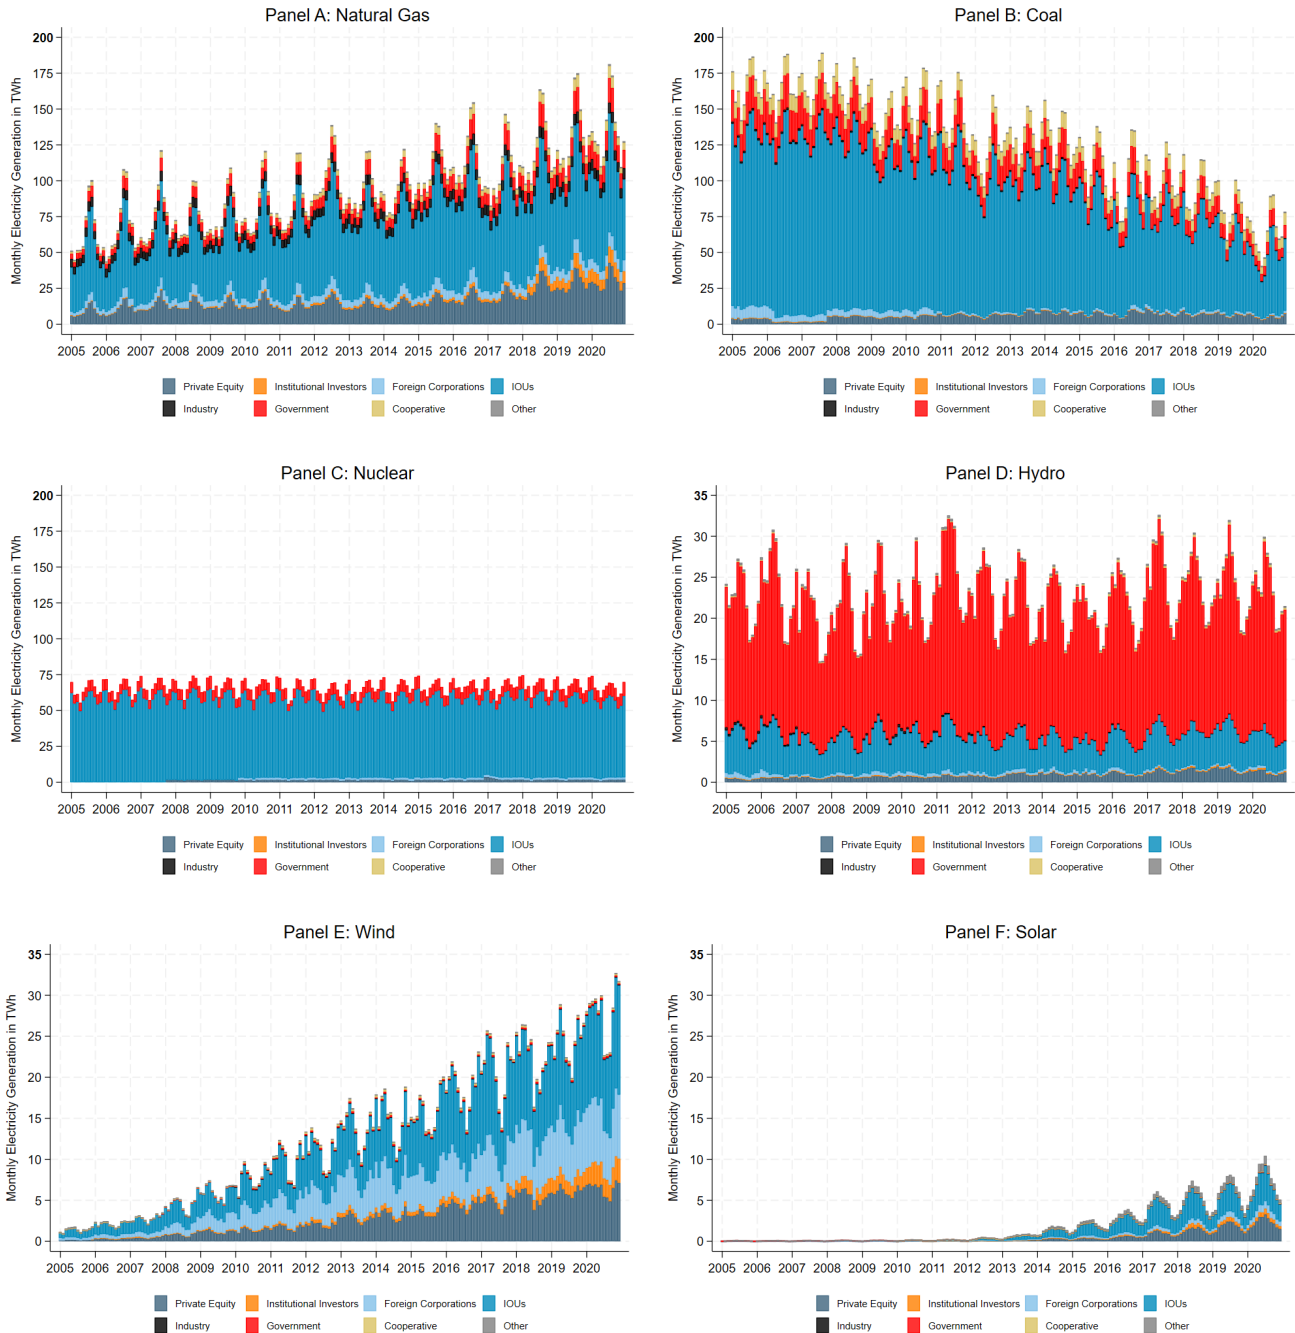 Panel A: Natural Gas
Monthly Electricity Generation in TWh
200
175
150
125
100
75
50
25
0
2005 2006 2007 2008 2009 2010 2011 2012 2013 2014 2015 2016 2017 2018 2019 2020
Private Equity Institutional Investors Foreign Corporations IOUs
Industry Government Cooperative Other
Panel B: Coal
Monthly Electricity Generation in TWh
200
175
150
125
100
75
50
25
0
2005 2006 2007 2008 2009 2010 2011 2012 2013 2014 2015 2016 2017 2018 2019 2020
Private Equity Institutional Investors Foreign Corporations IOUs
Industry Government Cooperative Other
Panel C: Nuclear
Monthly Electricity Generation in TWh
200
175
150
125
100
75
50
25
0
2005 2006 2007 2008 2009 2010 2011 2012 2013 2014 2015 2016 2017 2018 2019 2020
Private Equity Institutional Investors Foreign Corporations IOUs
Industry Government Cooperative Other
Panel D: Hydro
Monthly Electricity Generation in TWh
35
30
25
20
15
10
5
0
2005 2006 2007 2008 2009 2010 2011 2012 2013 2014 2015 2016 2017 2018 2019 2020
Private Equity Institutional Investors Foreign Corporations IOUs
Industry Government Cooperative Other
Panel E: Wind
Monthly Electricity Generation in TWh
35
30
25
20
15
10
5
0
2005 2006 2007 2008 2009 2010 2011 2012 2013 2014 2015 2016 2017 2018 2019 2020
Private Equity Institutional Investors Foreign Corporations IOUs
Industry Government Cooperative Other
Panel F: Solar
Monthly Electricity Generation in TWh
35
30
25
20
15
10
5
0
2005 2006 2007 2008 2009 2010 2011 2012 2013 2014 2015 2016 2017 2018 2019 2020
Private Equity Institutional Investors Foreign Corporations IOUs
Industry Government Cooperative Other